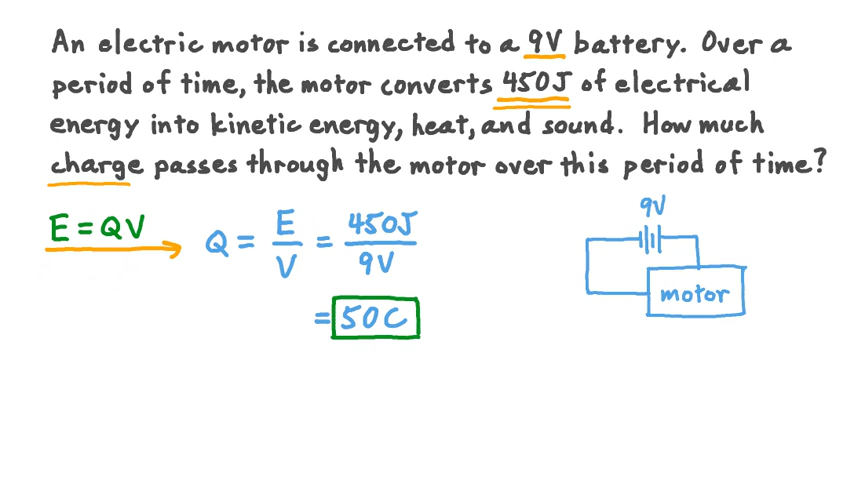 An electric motor is connected to a 9V battery. Over a
period of time, the motor converts 450J of electrical
energy into kinetic energy, heat, and sound. How much
charge passes through the motor over this period of time?
E = QV
Q = E/V = 450J/9V
= 50C
9V
motor